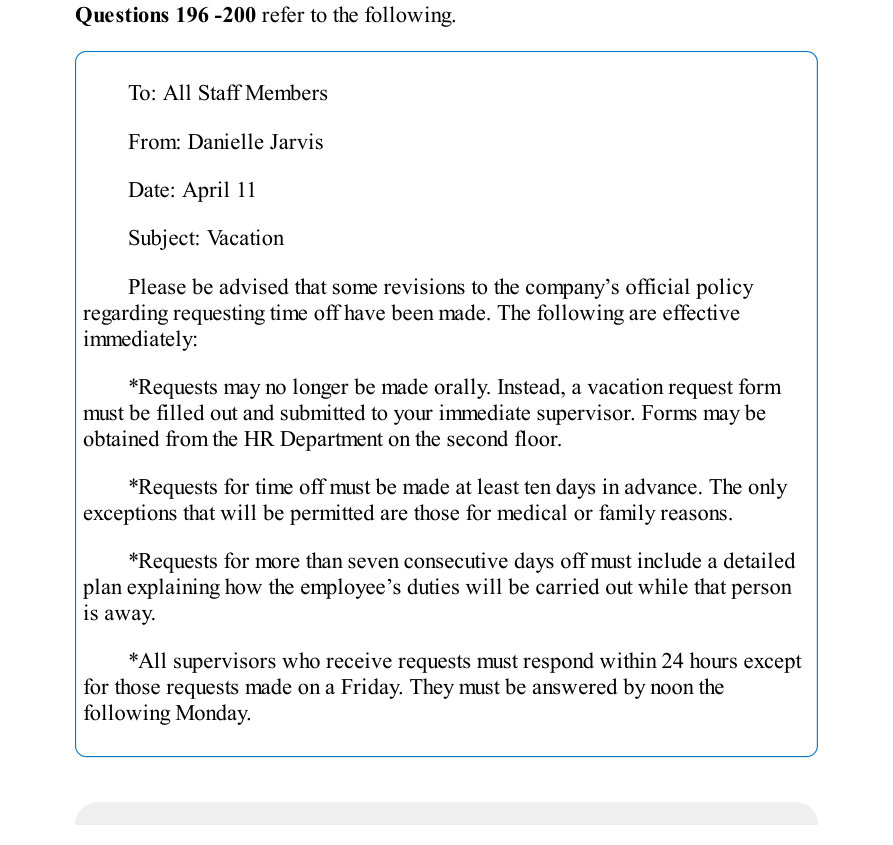 Questions 196 -200 refer to the following.
To: All Staff Members
From: Danielle Jarvis
Date: April 11
Subject: Vacation
Please be advised that some revisions to the company’s official policy
regarding requesting time off have been made. The following are effective
immediately:
*Requests may no longer be made orally. Instead, a vacation request form
must be filled out and submitted to your immediate supervisor. Forms may be
obtained from the HR Department on the second floor.
*Requests for time off must be made at least ten days in advance. The only
exceptions that will be permitted are those for medical or family reasons.
*Requests for more than seven consecutive days off must include a detailed
plan explaining how the employee’s duties will be carried out while that person
is away.
*All supervisors who receive requests must respond within 24 hours except
for those requests made on a Friday. They must be answered by noon the
following Monday.